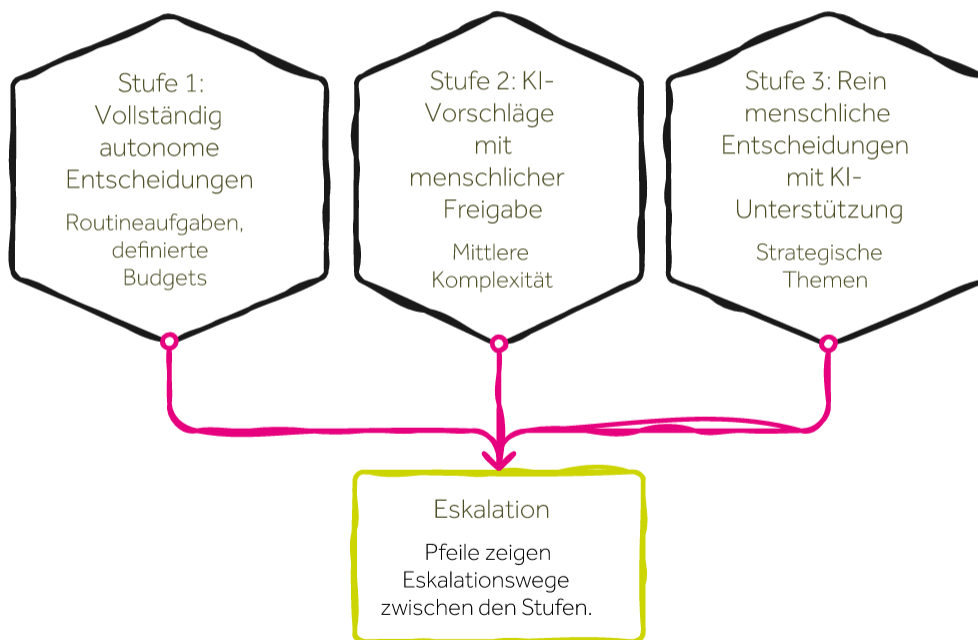 Stufe 1:
Vollständig
autonome
Entscheidungen
Routineaufgaben,
definierte
Budgets
Stufe 2: KI-
Vorschläge
mit
menschlicher
Freigabe
Mittlere
Komplexität
Stufe 3: Rein
menschliche
Entscheidungen
mit KI-
Unterstützung
Strategische
Themen
Eskalation
Pfeile zeigen
Eskalationswege
zwischen den Stufen.